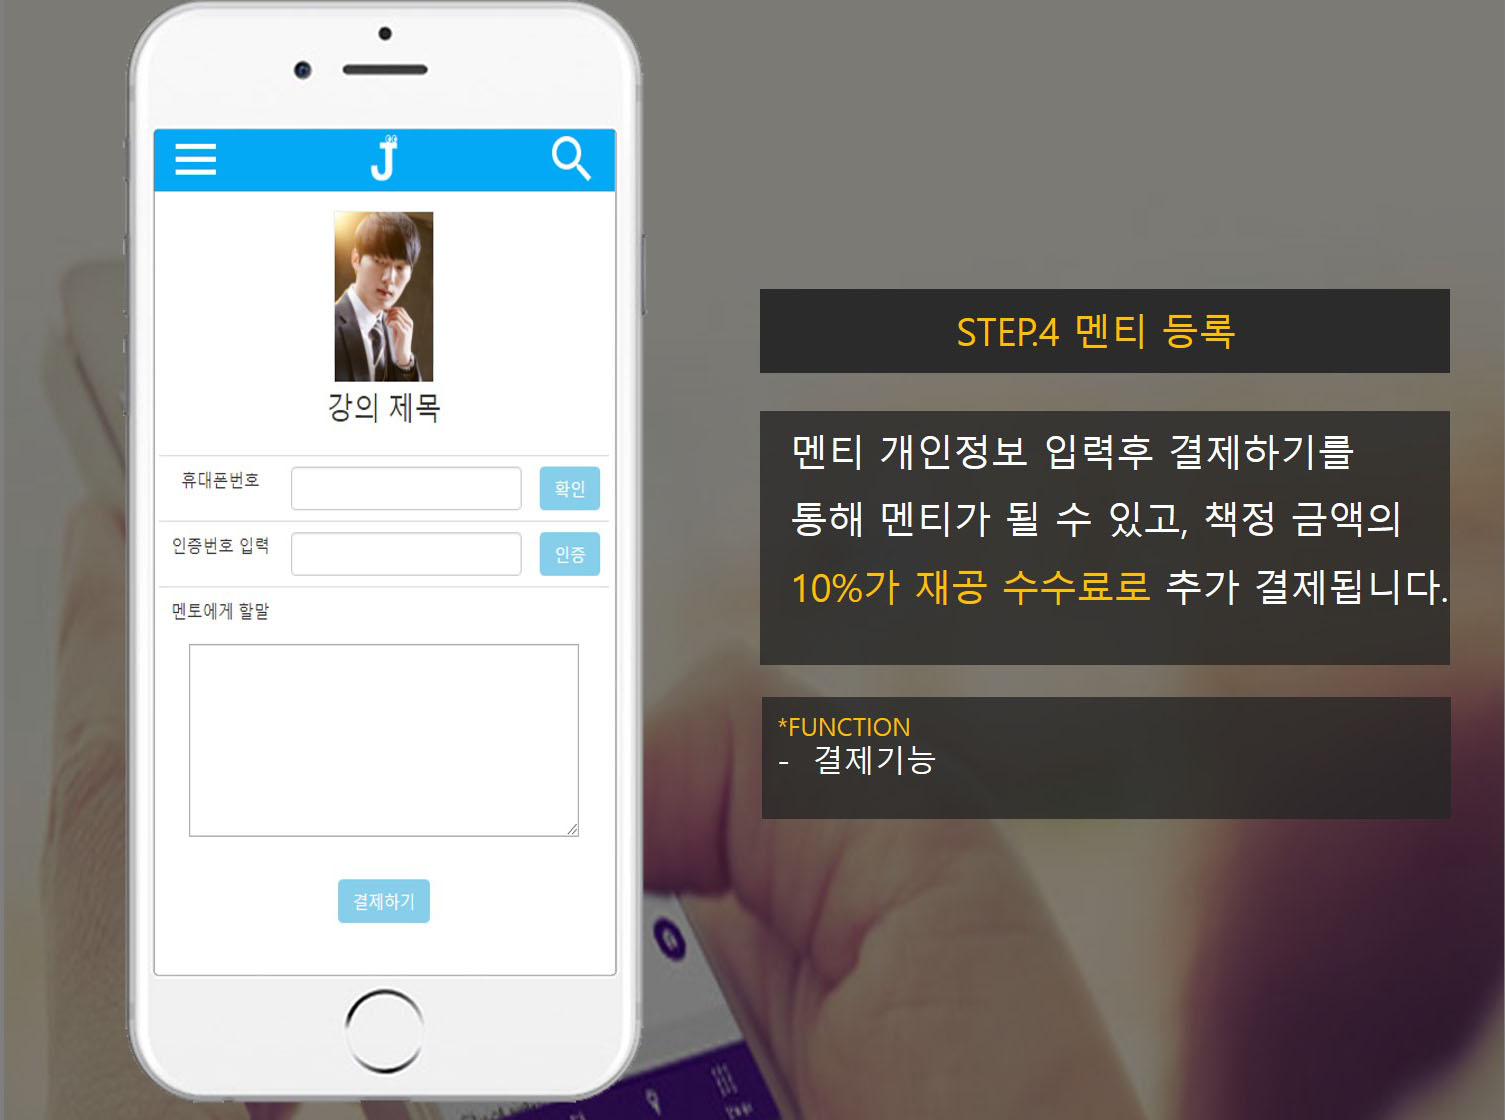 J
강의 제목
휴대폰번호
확인
인증번호 입력
인증
멘토에게 할말
결제하기
STEP.4 멘티 등록
멘티 개인정보 입력후 결제하기를
통해 멘티가 될 수 있고, 책정 금액의
10%가 재공 수수료로 추가 결제됩니다.
*FUNCTION
- 결제기능